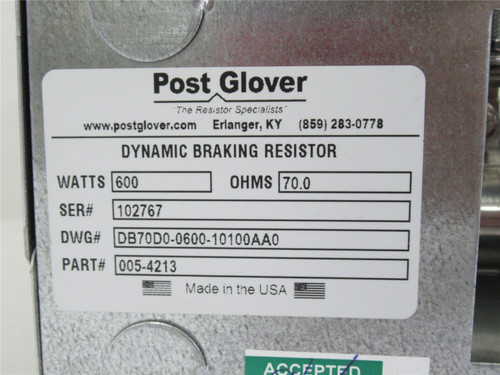 Post Glover
"The Resistor Specialists"
www.postglover.com Erlanger, KY (859) 283-0778
DYNAMIC BRAKING RESISTOR
WATTS 600 OHMS 70.0
SER# 102767
DWG# DB70D0-0600-10100AA0
PART# 005-4213
Made in the USA
ACCEPTED